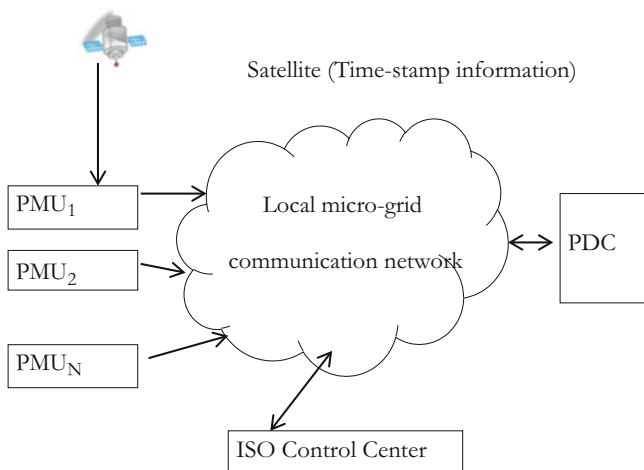 Satellite (Time-stamp information)
PMU1
Local micro-grid
communication network
PMU2
PDC
PMUN
ISO Control Center